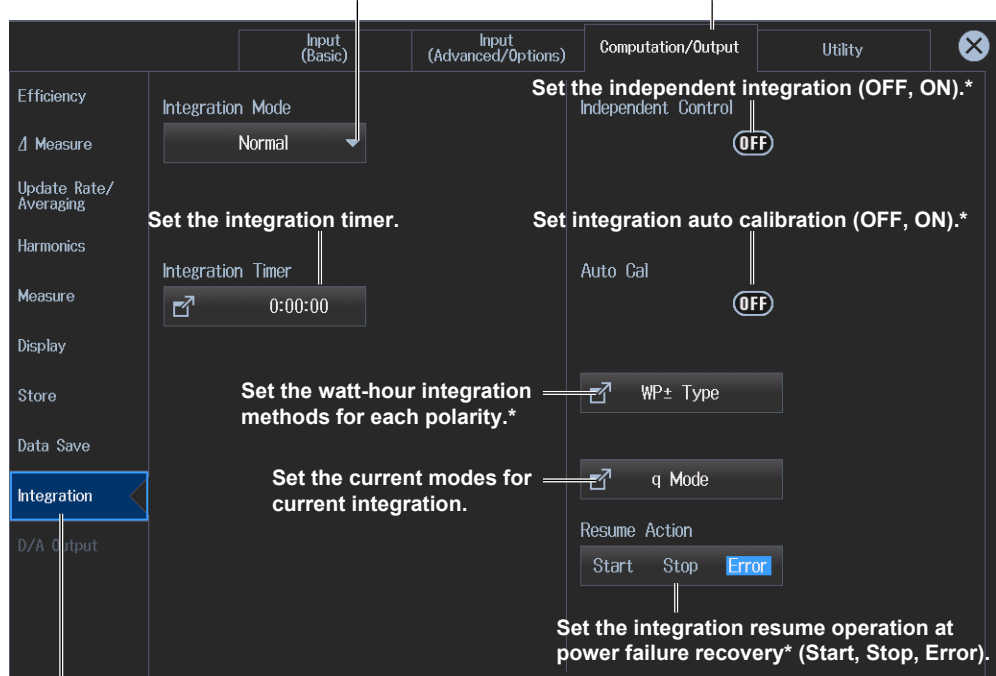 Input
(Basic)
Input
(Advanced/Options)
Computation/Output
Utility
Efficiency
⊿ Measure
Update Rate/
Averaging
Harmonics
Measure
Display
Store
Data Save
Integration
D/A Output
Integration Mode
Normal
Set the integration timer.
Integration Timer
0:00:00
Set the independent integration (OFF, ON).*
Independent Control
OFF
Set integration auto calibration (OFF, ON).*
Auto Cal
OFF
Set the watt-hour integration
methods for each polarity.*
WP± Type
Set the current modes for
current integration.
q Mode
Resume Action
Start Stop Error
Set the integration resume operation at
power failure recovery* (Start, Stop, Error).